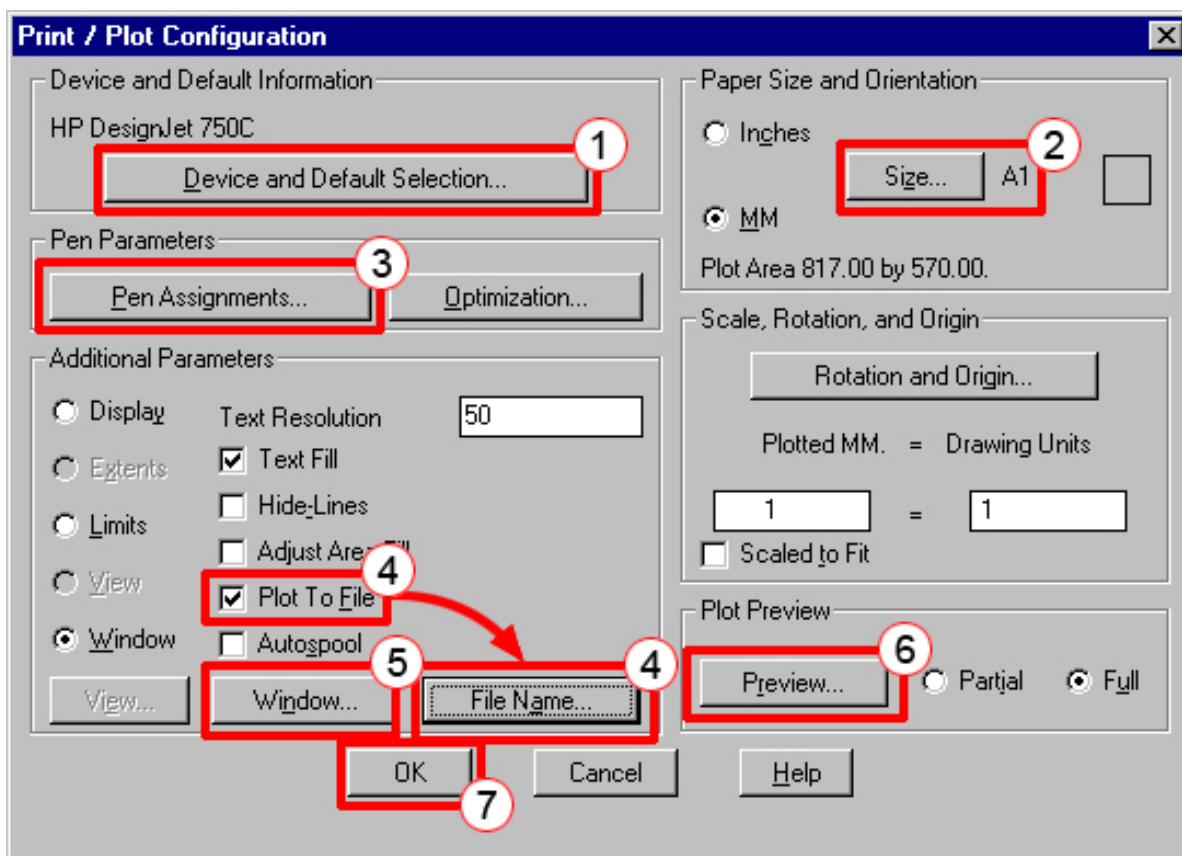 Print / Plot Configuration
Device and Default Information
HP DesignJet 750C
1
Device and Default Selection...
Pen Parameters
3
Pen Assignments...
Optimization...
Additional Parameters
Display
Extents
Limits
View
Window
View...
Text Resolution
50
Text Fill
Hide-Lines
Adjust Area Fill
4
Plot To File
Autospool
5
Window...
4
File Name...
Paper Size and Orientation
Inches
MM
2
Size...
A1
Plot Area 817.00 by 570.00.
Scale, Rotation, and Origin
Rotation and Origin...
Plotted MM. = Drawing Units
1 = 1
Scaled to Fit
Plot Preview
6
Preview...
Partial
Full
OK
7
Cancel
Help